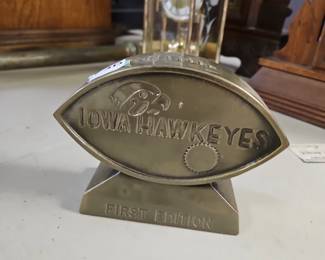 IOWA HAWKEYES
FIRST EDITION